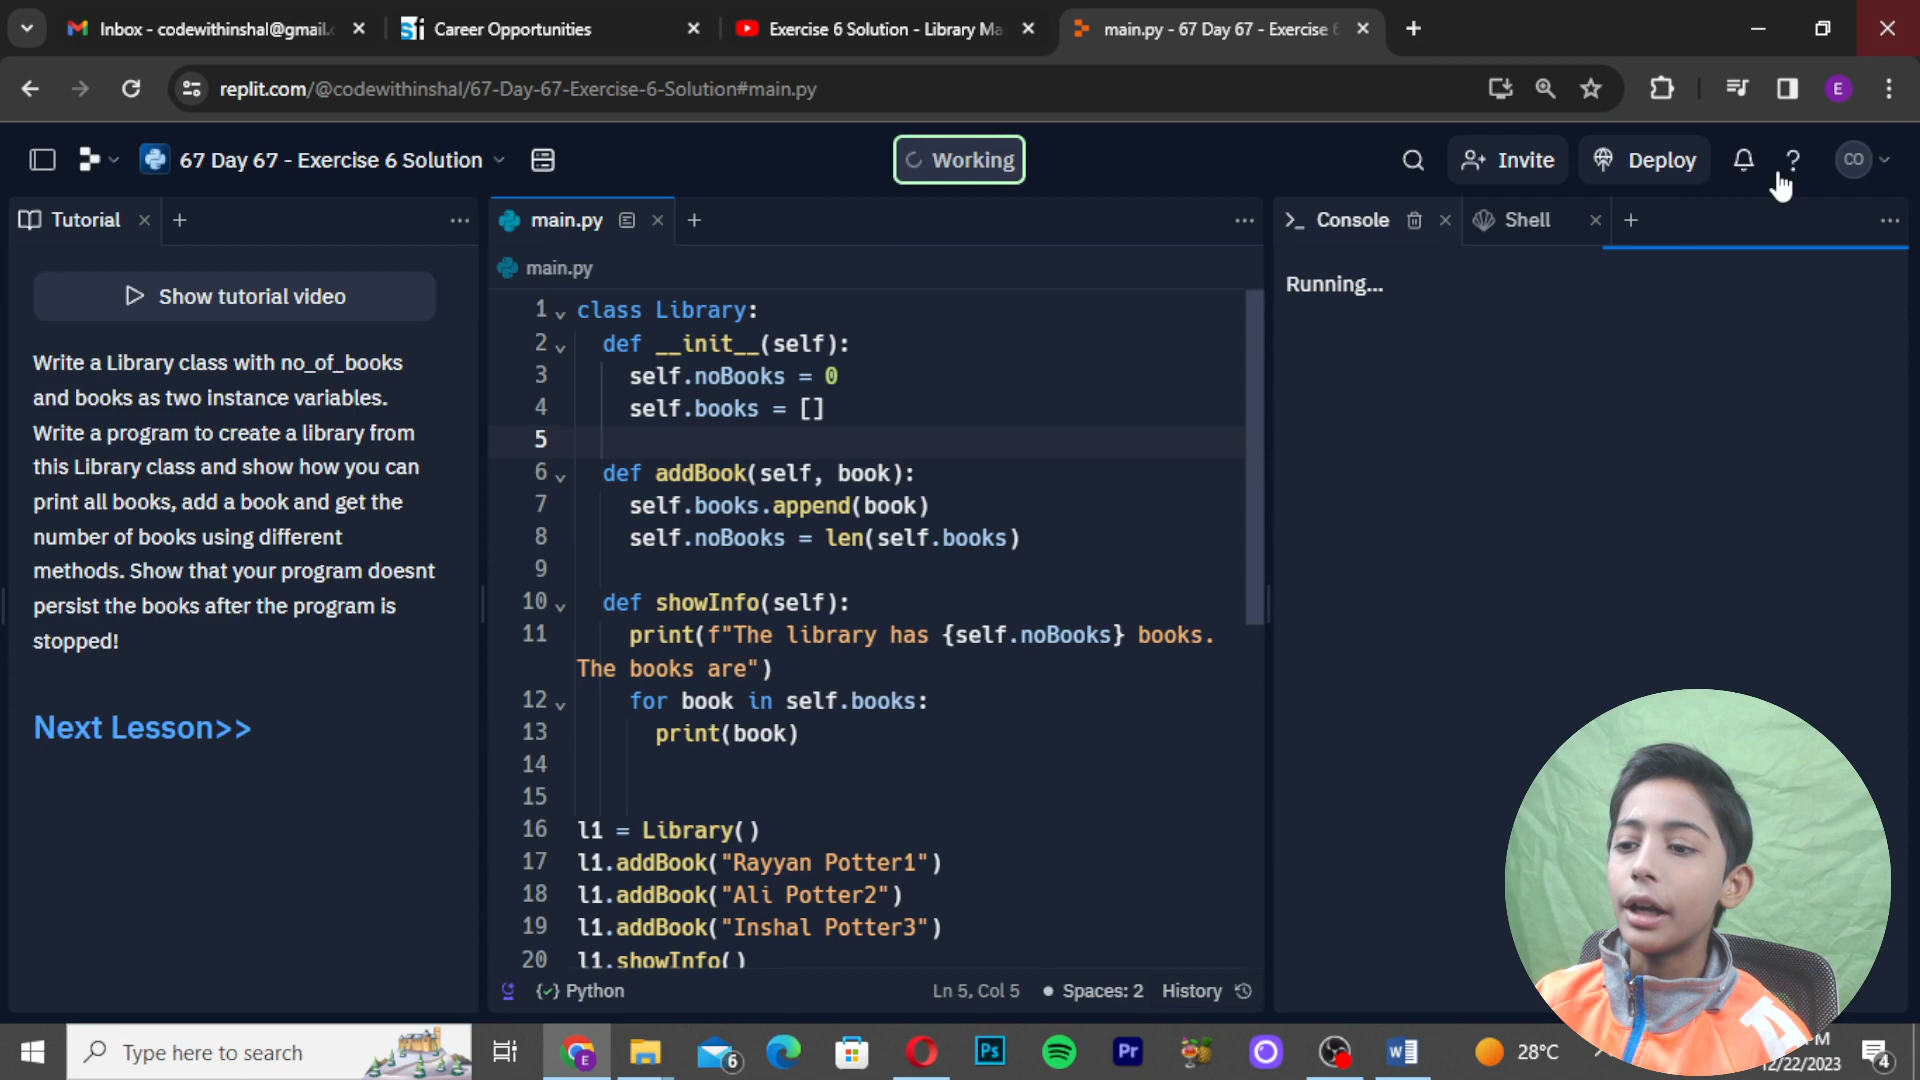 Inbox - codewithinshal@gmail.
Career Opportunities
Exercise 6 Solution - Library Ma
main.py - 67 Day 67 - Exercise 6
replit.com/@codewithinshal/67-Day-67-Exercise-6-Solution#main.py
E
67 Day 67 - Exercise 6 Solution
Working
Invite
Deploy
CO
Tutorial
main.py
Console
Shell
Show tutorial video
Write a Library class with no_of_books
and books as two instance variables.
Write a program to create a library from
this Library class and show how you can
print all books, add a book and get the
number of books using different
methods. Show that your program doesnt
persist the books after the program is
stopped!
Next Lesson>>
main.py
1 class Library:
2 def __init__(self):
3 self.noBooks = 0
4 self.books = []
5
6 def addBook(self, book):
7 self.books.append(book)
8 self.noBooks = len(self.books)
9
10 def showInfo(self):
11 print(f"The library has {self.noBooks} books.
The books are")
12 for book in self.books:
13 print(book)
14
15
16 l1 = Library()
17 l1.addBook("Rayyan Potter1")
18 l1.addBook("Ali Potter2")
19 l1.addBook("Inshal Potter3")
20 l1.showInfo()
Python
Ln 5, Col 5
Spaces: 2
History
Running...
Type here to search
E
6
Ps
Pr
28°C
M
12/22/2023
4